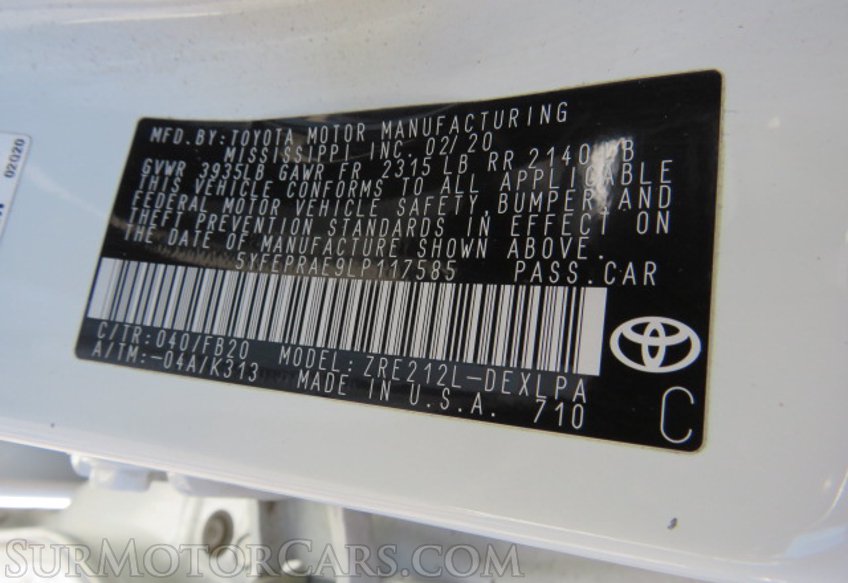 02020
MFD. BY: TOYOTA MOTOR MANUFACTURING
MISSISSIPPI INC. 02/20
GVWR 3935LB GAWR FR 2315 LB RR 2140 LB
THIS VEHICLE CONFORMS TO ALL APPLICABLE
FEDERAL MOTOR VEHICLE SAFETY, BUMPER, AND
THEFT PREVENTION STANDARDS IN EFFECT ON
THE DATE OF MANUFACTURE SHOWN ABOVE.
5YFEPRAE9LP117585 PASS. CAR
C/TR: 040/FB20 MODEL: ZRE212L-DEXLPA
A/TM: -04A/K313 MADE IN U.S.A. 710
C
SURMOTORCARS.COM